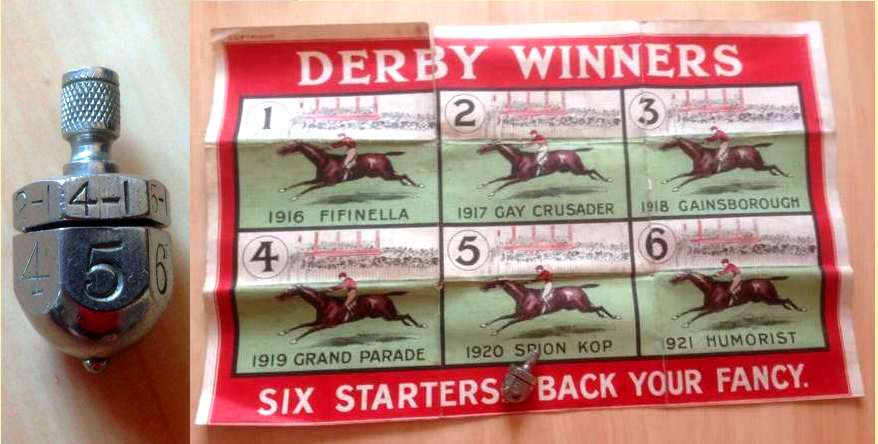 2-1 4-1 5-1
4 5 6
DERBY WINNERS
1 2 3
1916 FIFINELLA 1917 GAY CRUSADER 1918 GAINSBOROUGH
4 5 6
1919 GRAND PARADE 1920 SPION KOP 1921 HUMORIST
SIX STARTERS BACK YOUR FANCY.